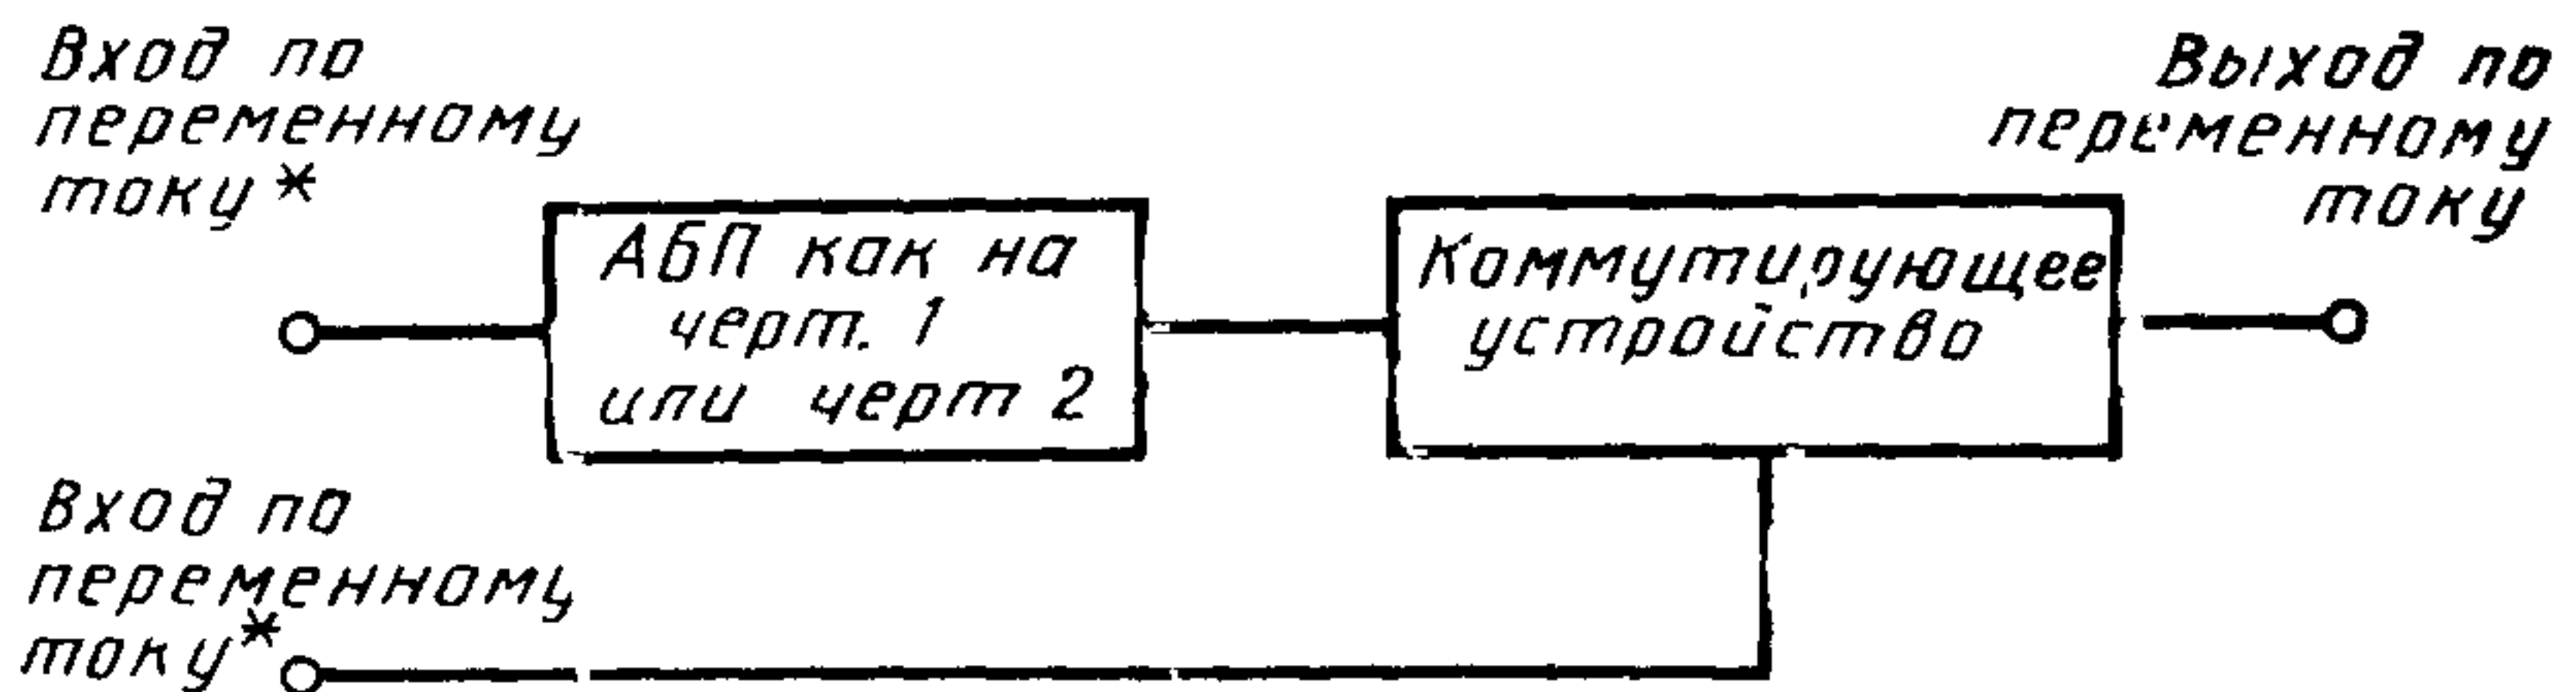 Вход по
переменному
току*
АБП как на
черт. 1
или черт 2
Коммутирующее
устройство
Выход по
переменному
току
Вход по
переменному
току*